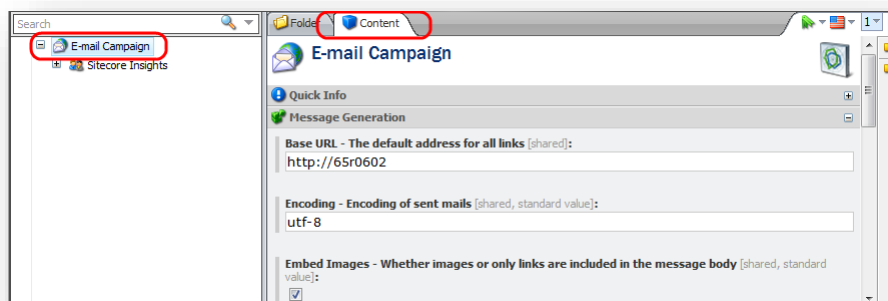 Search
E-mail Campaign
Sitecore Insights
Folder
Content
1
E-mail Campaign
Quick Info
Message Generation
Base URL - The default address for all links [shared]:
http://65r0602
Encoding - Encoding of sent mails [shared, standard value]:
utf-8
Embed Images - Whether images or only links are included in the message body [shared, standard
value]: